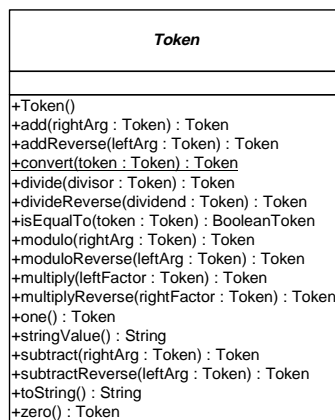 Token
+Token()
+add(rightArg : Token) : Token
+addReverse(leftArg : Token) : Token
+convert(token : Token) : Token
+divide(divisor : Token) : Token
+divideReverse(dividend : Token) : Token
+isEqualTo(token : Token) : BooleanToken
+modulo(rightArg : Token) : Token
+moduloReverse(leftArg : Token) : Token
+multiply(leftFactor : Token) : Token
+multiplyReverse(rightFactor : Token) : Token
+one() : Token
+stringValue() : String
+subtract(rightArg : Token) : Token
+subtractReverse(leftArg : Token) : Token
+toString() : String
+zero() : Token